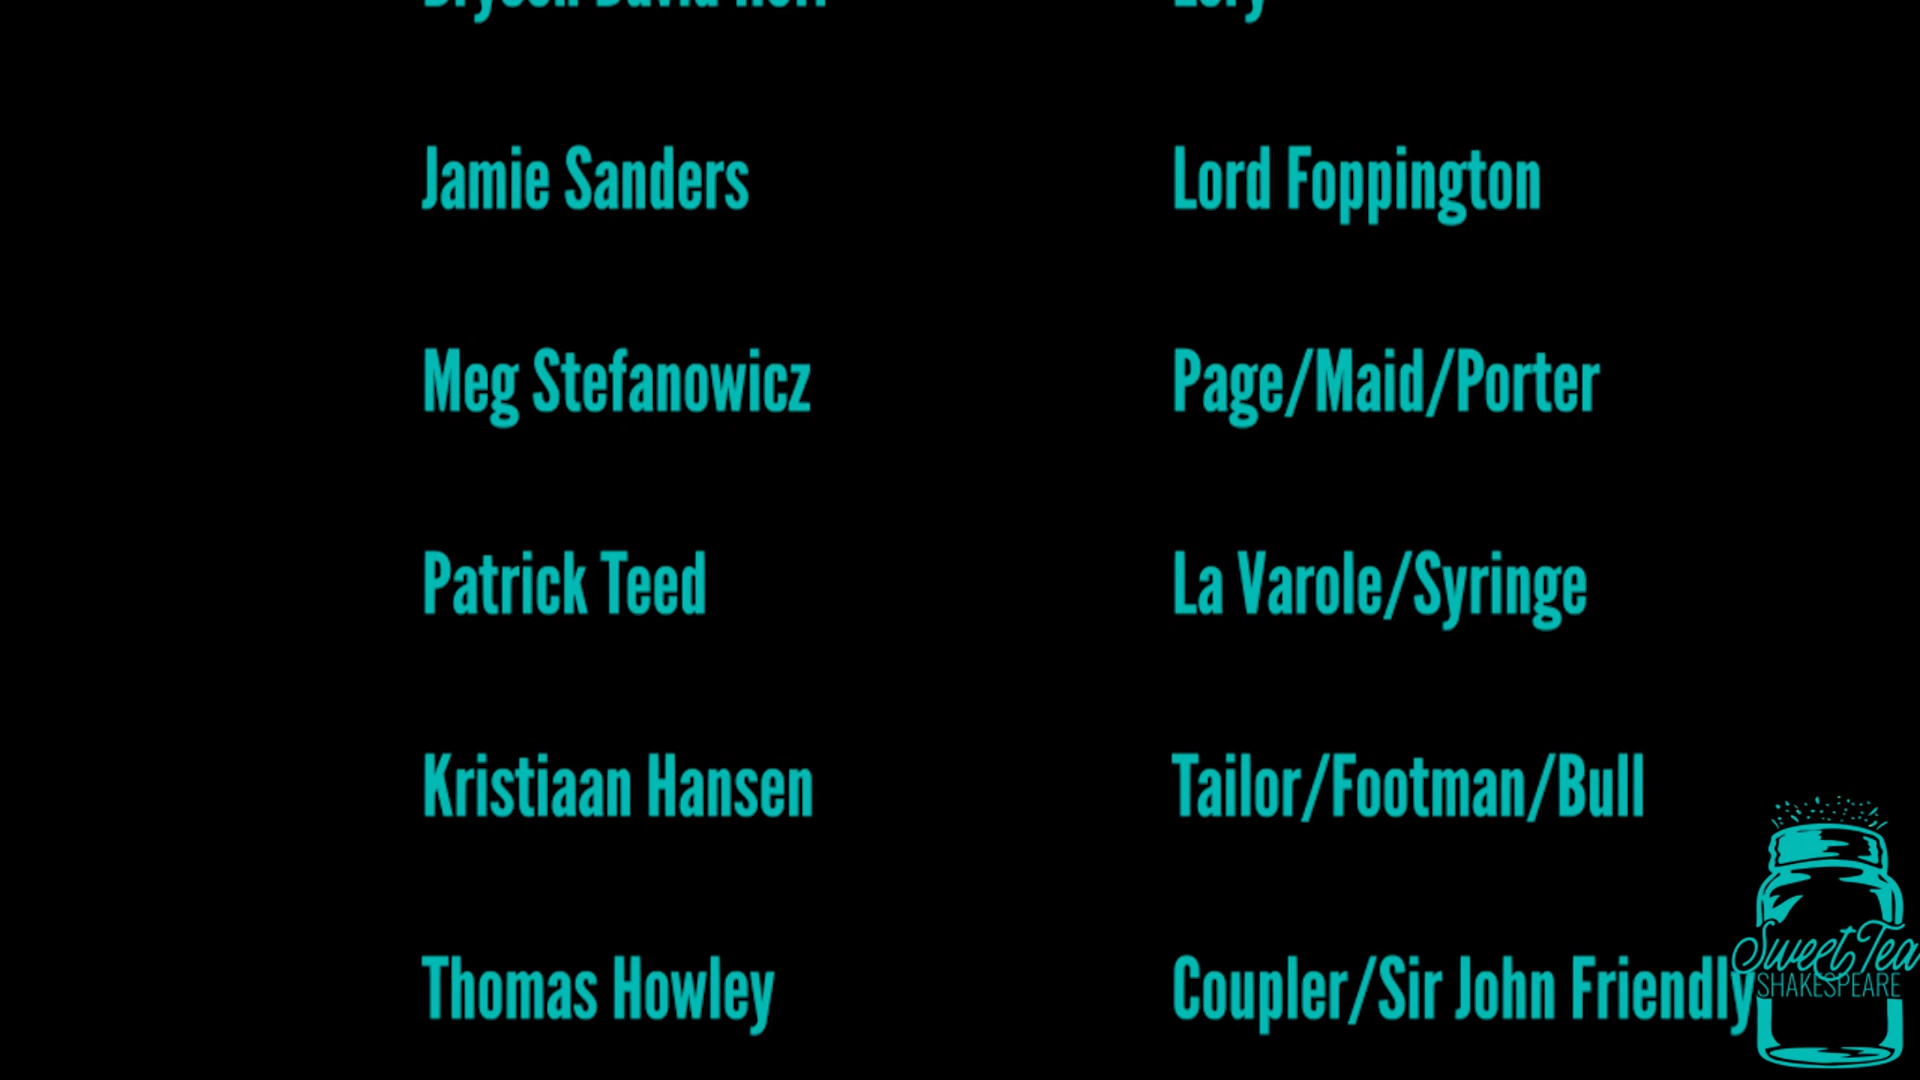 Jamie Sanders Lord Foppington
Meg Stefanowicz Page/Maid/Porter
Patrick Teed La Varole/Syringe
Kristiaan Hansen Tailor/Footman/Bull
Thomas Howley Coupler/Sir John Friendly
Sweet Tea
SHAKESPEARE